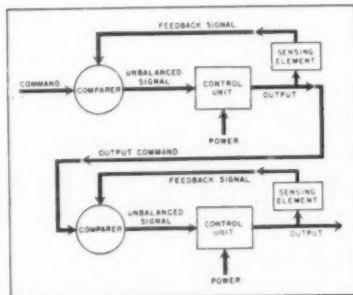 FEEDBACK SIGNAL
SENSING
ELEMENT
COMMAND
COMPARER
UNBALANCED
SIGNAL
CONTROL
UNIT
OUTPUT
POWER
OUTPUT COMMAND
FEEDBACK SIGNAL
SENSING
ELEMENT
COMPARER
UNBALANCED
SIGNAL
CONTROL
UNIT
OUTPUT
POWER